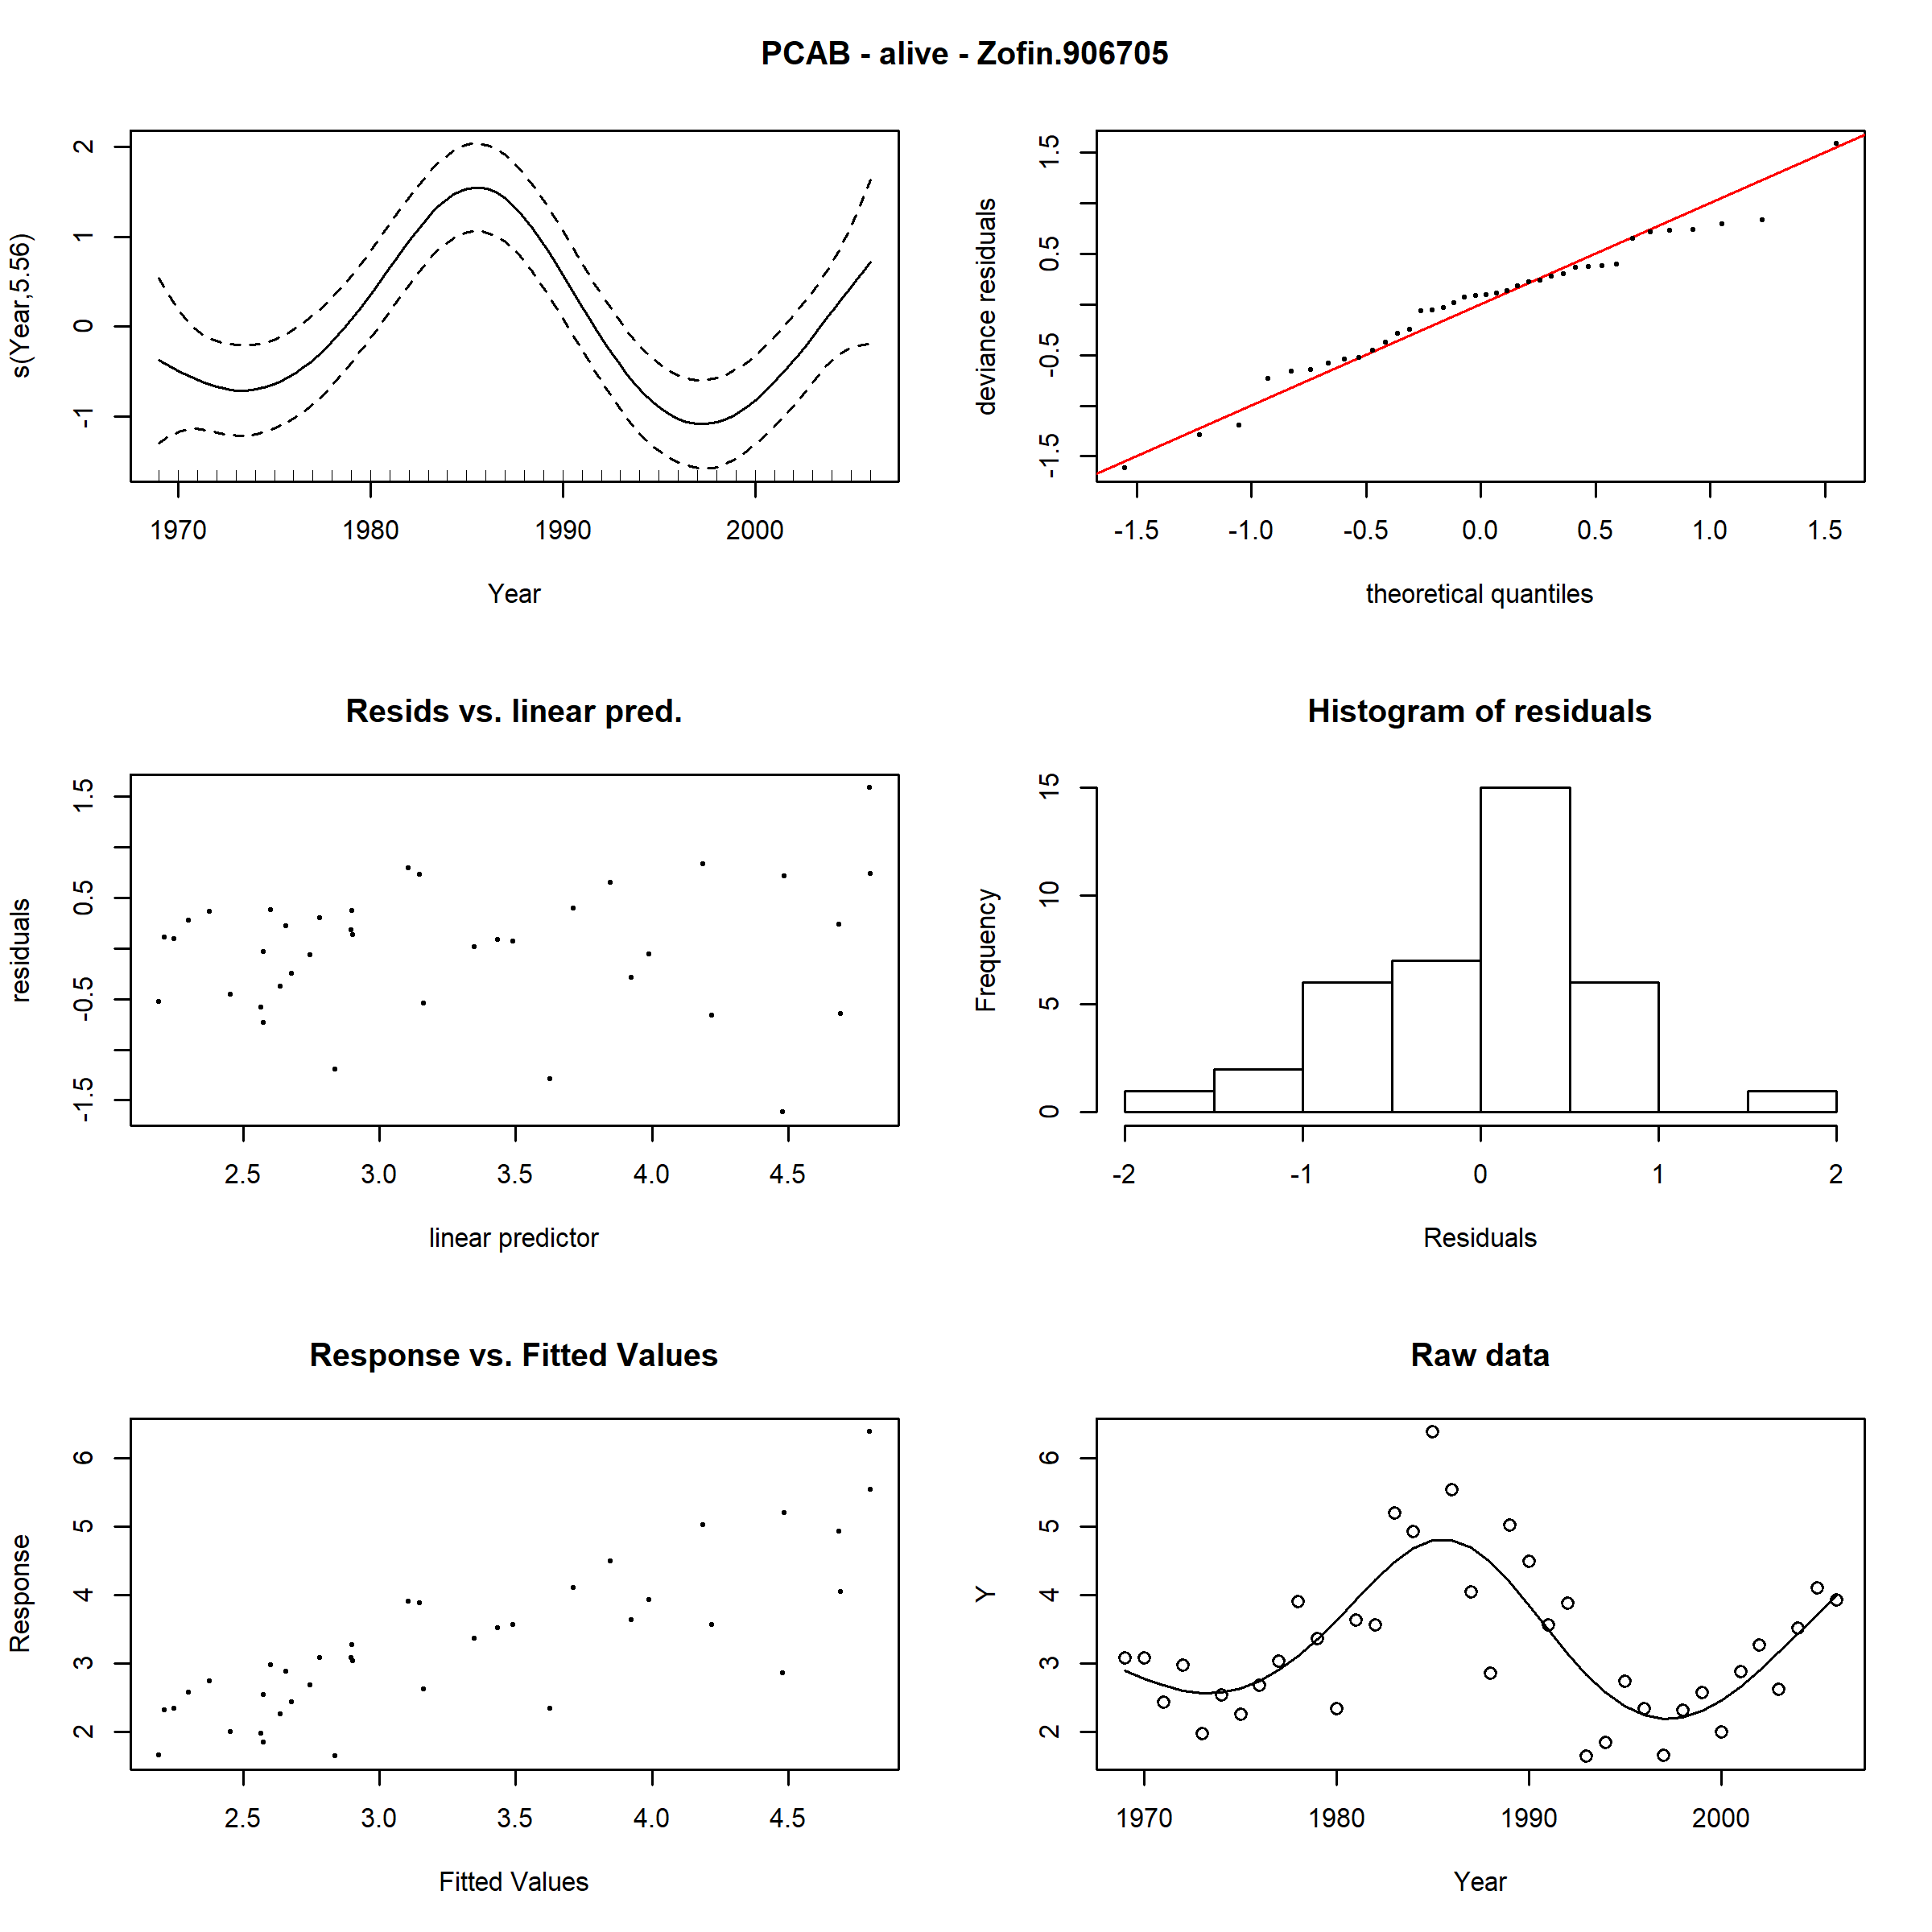 PCAB - alive - Zofin.906705
s(Year,5.56)
2
1
0
-1
1970 1980 1990 2000
Year
deviance residuals
1.5
0.5
-0.5
-1.5
-1.5 -1.0 -0.5 0.0 0.5 1.0 1.5
theoretical quantiles
Resids vs. linear pred.
residuals
1.5
0.5
-0.5
-1.5
2.5 3.0 3.5 4.0 4.5
linear predictor
Histogram of residuals
Frequency
15
10
5
0
-2 -1 0 1 2
Residuals
Response vs. Fitted Values
Response
6
5
4
3
2
2.5 3.0 3.5 4.0 4.5
Fitted Values
Raw data
Y
6
5
4
3
2
1970 1980 1990 2000
Year